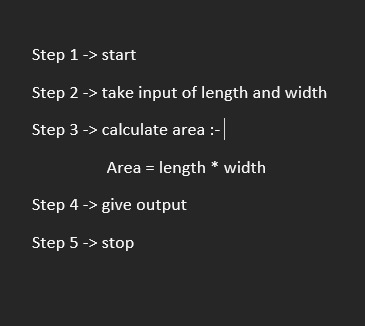 Step 1 -> start
Step 2 -> take input of length and width
Step 3 -> calculate area :-
Area = length * width
Step 4 -> give output
Step 5 -> stop